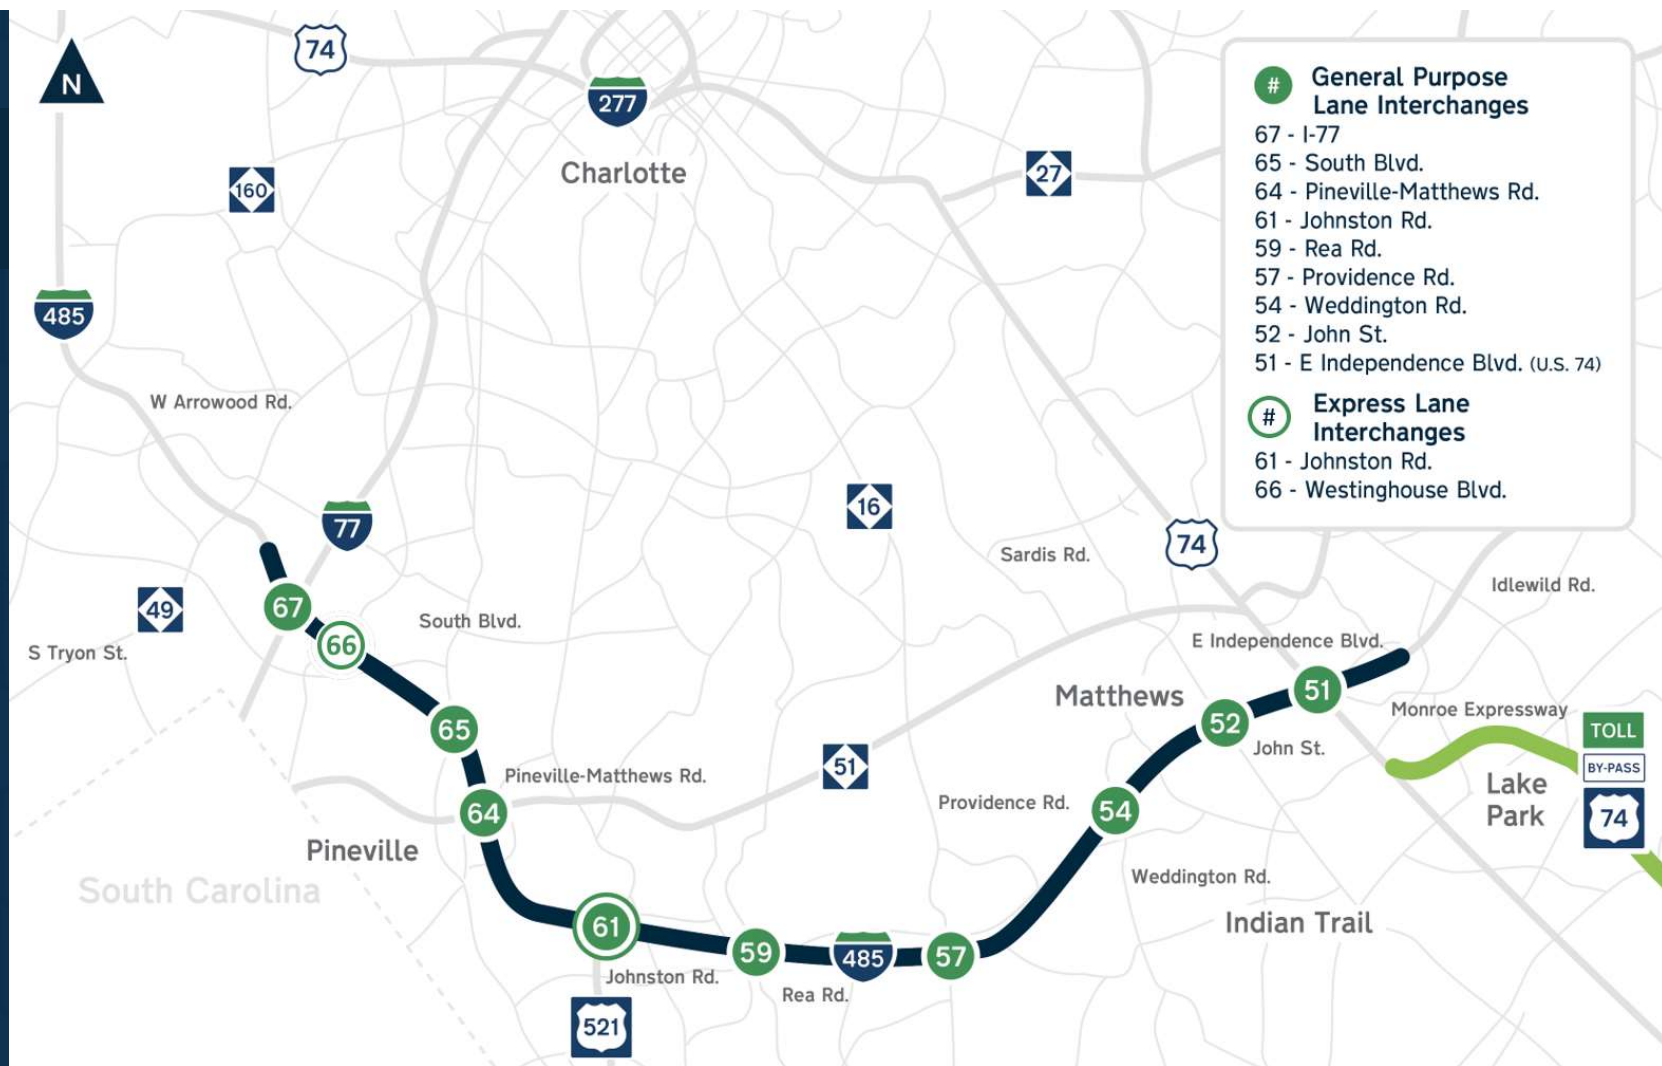 N
74
277
Charlotte
160
27
485
W Arrowood Rd.
77
16
Sardis Rd.
74
Idlewild Rd.
49
67
66
South Blvd.
S Tryon St.
E Independence Blvd.
Matthews
51
52
65
Monroe Expressway
TOLL
BY-PASS
74
John St.
Pineville-Matthews Rd.
51
Lake
Park
Providence Rd.
54
64
Pineville
South Carolina
Weddington Rd.
Indian Trail
61
59
485
57
Johnston Rd.
Rea Rd.
521
# General Purpose
Lane Interchanges
67 - I-77
65 - South Blvd.
64 - Pineville-Matthews Rd.
61 - Johnston Rd.
59 - Rea Rd.
57 - Providence Rd.
54 - Weddington Rd.
52 - John St.
51 - E Independence Blvd. (U.S. 74)
# Express Lane
Interchanges
61 - Johnston Rd.
66 - Westinghouse Blvd.